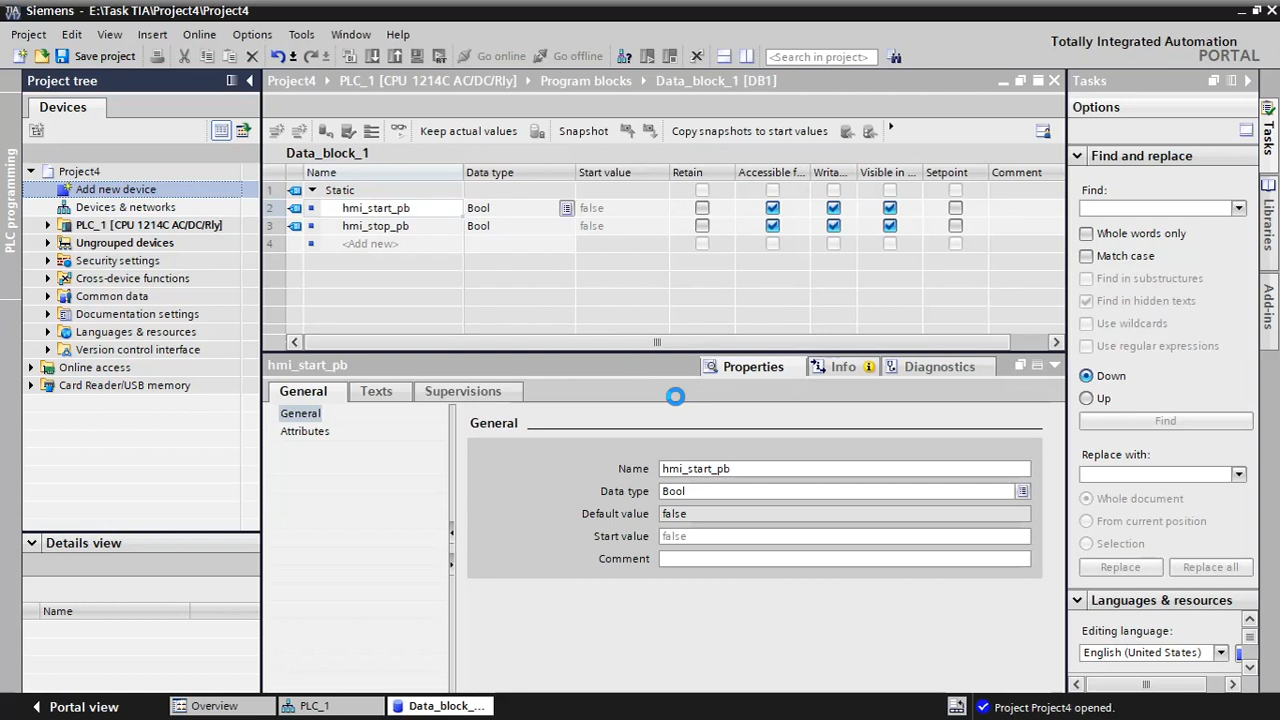 Siemens - E:\Task TIA\Project4\Project4
Project Edit View Insert Online Options Tools Window Help
Totally Integrated Automation
PORTAL
Save project Go online Go offline <Search in project>
Project tree
Project4 PLC_1 [CPU 1214C AC/DC/Rly] Program blocks Data_block_1 [DB1]
Tasks
Devices
Options
Keep actual values Snapshot Copy snapshots to start values
Data_block_1
Name Data type Start value Retain Accessible f... Writa... Visible in ... Setpoint Comment
1 Static
2 hmi_start_pb Bool false
3 hmi_stop_pb Bool false
4 <Add new>
Project4
Add new device
Devices & networks
PLC_1 [CPU 1214C AC/DC/Rly]
Ungrouped devices
Security settings
Cross-device functions
Common data
Documentation settings
Languages & resources
Version control interface
Online access
Card Reader/USB memory
PLC programming
Details view
Name
hmi_start_pb
Properties Info Diagnostics
General Texts Supervisions
General
Attributes
General
Name hmi_start_pb
Data type Bool
Default value false
Start value false
Comment
Find and replace
Find:
Whole words only
Match case
Find in substructures
Find in hidden texts
Use wildcards
Use regular expressions
Down
Up
Find
Replace with:
Whole document
From current position
Selection
Replace Replace all
Languages & resources
Editing language:
English (United States)
Tasks
Libraries
Add-ins
Portal view Overview PLC_1 Data_block_... Project Project4 opened.